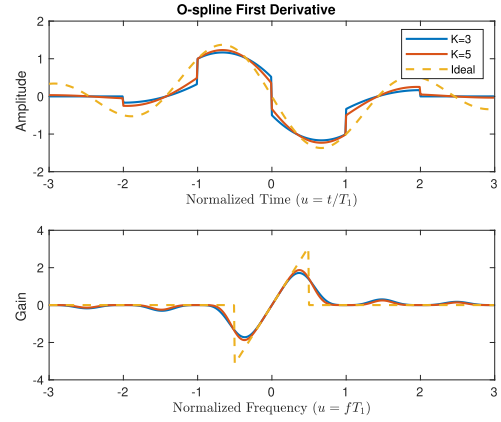 O-spline First Derivative
2
1
0
-1
-2
Amplitude
K=3
K=5
Ideal
-3 -2 -1 0 1 2 3
Normalized Time (u = t/T₁)
4
2
0
-2
-4
Gain
-3 -2 -1 0 1 2 3
Normalized Frequency (u = fT₁)